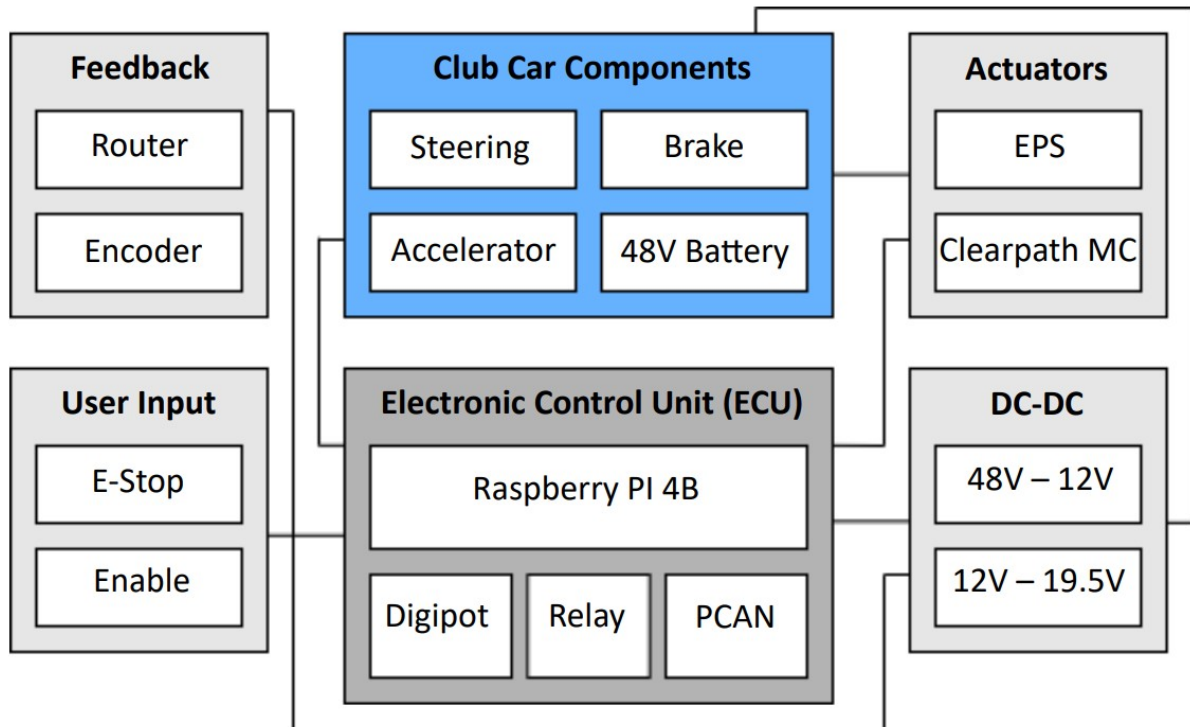 Feedback
Router
Encoder
Club Car Components
Steering
Brake
Accelerator
48V Battery
Actuators
EPS
Clearpath MC
User Input
E-Stop
Enable
Electronic Control Unit (ECU)
Raspberry PI 4B
Digipot
Relay
PCAN
DC-DC
48V – 12V
12V – 19.5V